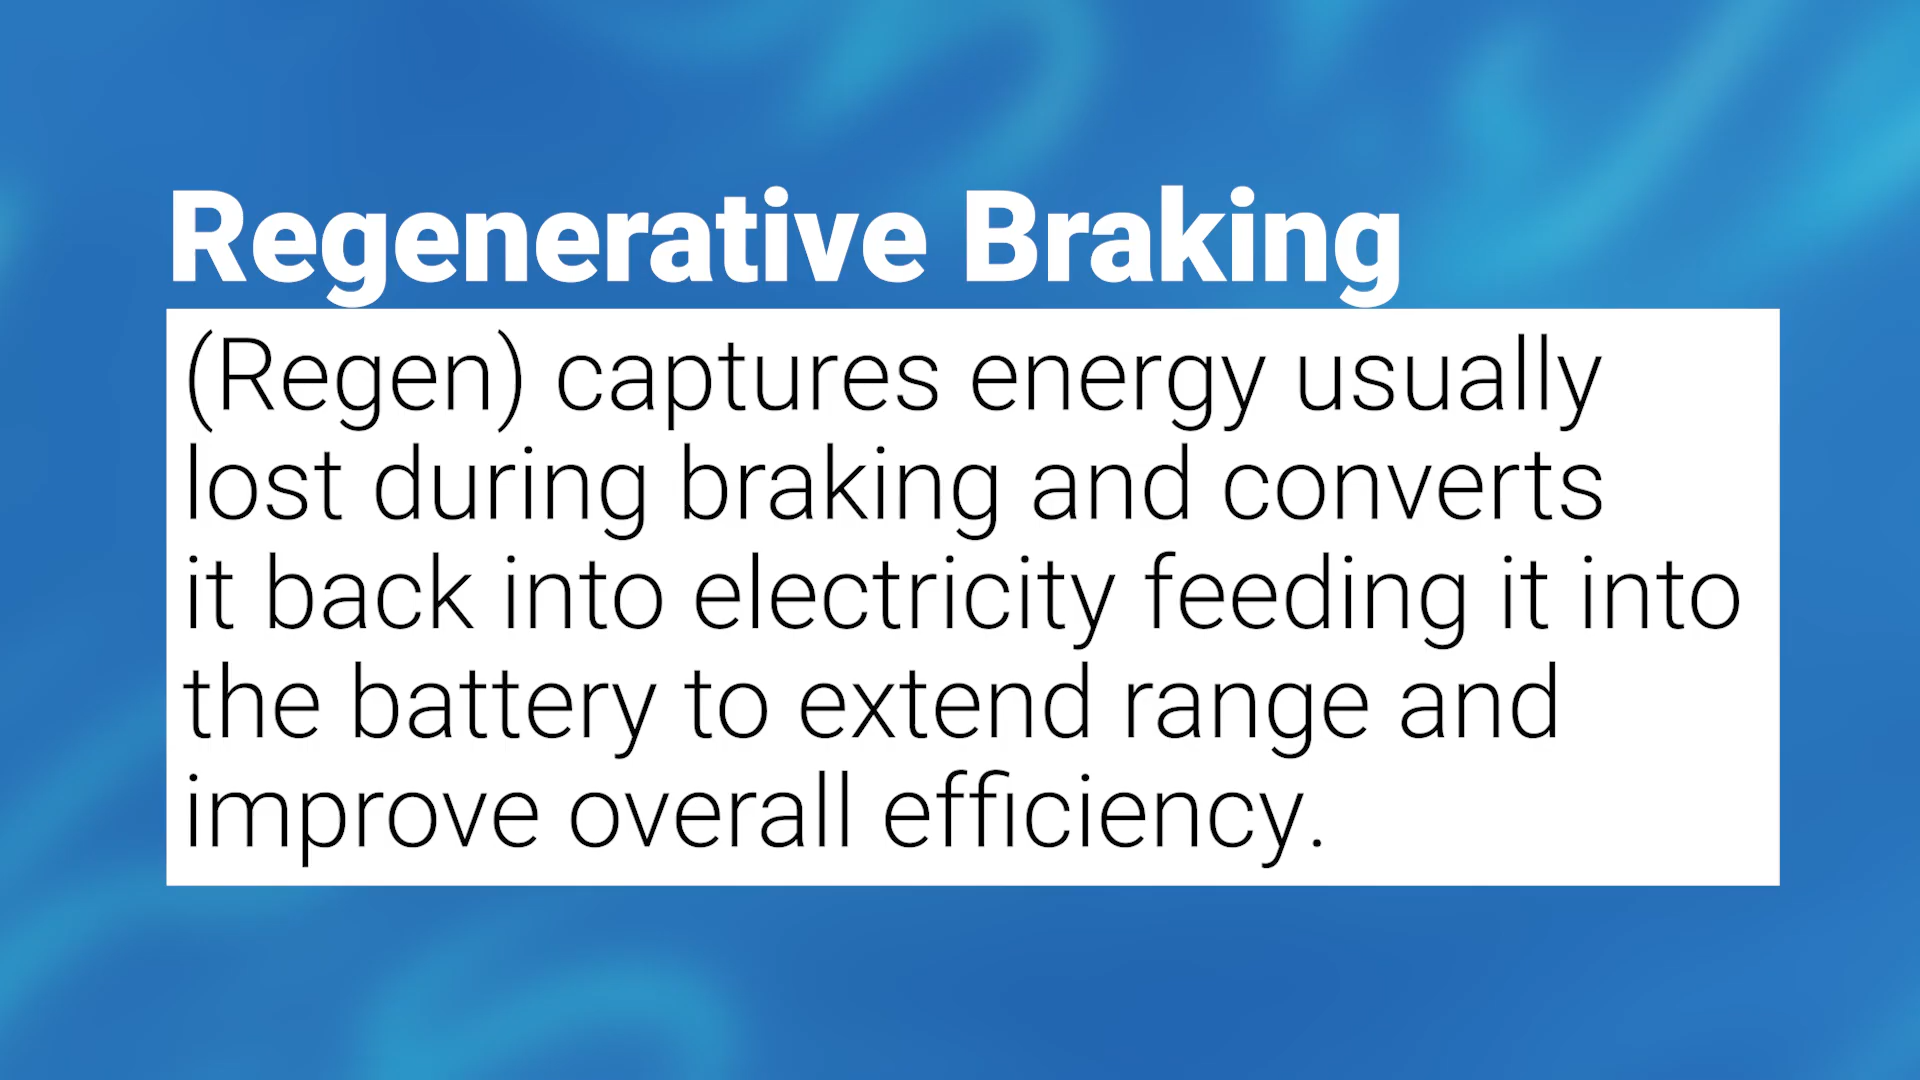 Regenerative Braking
(Regen) captures energy usually
lost during braking and converts
it back into electricity feeding it into
the battery to extend range and
improve overall efficiency.